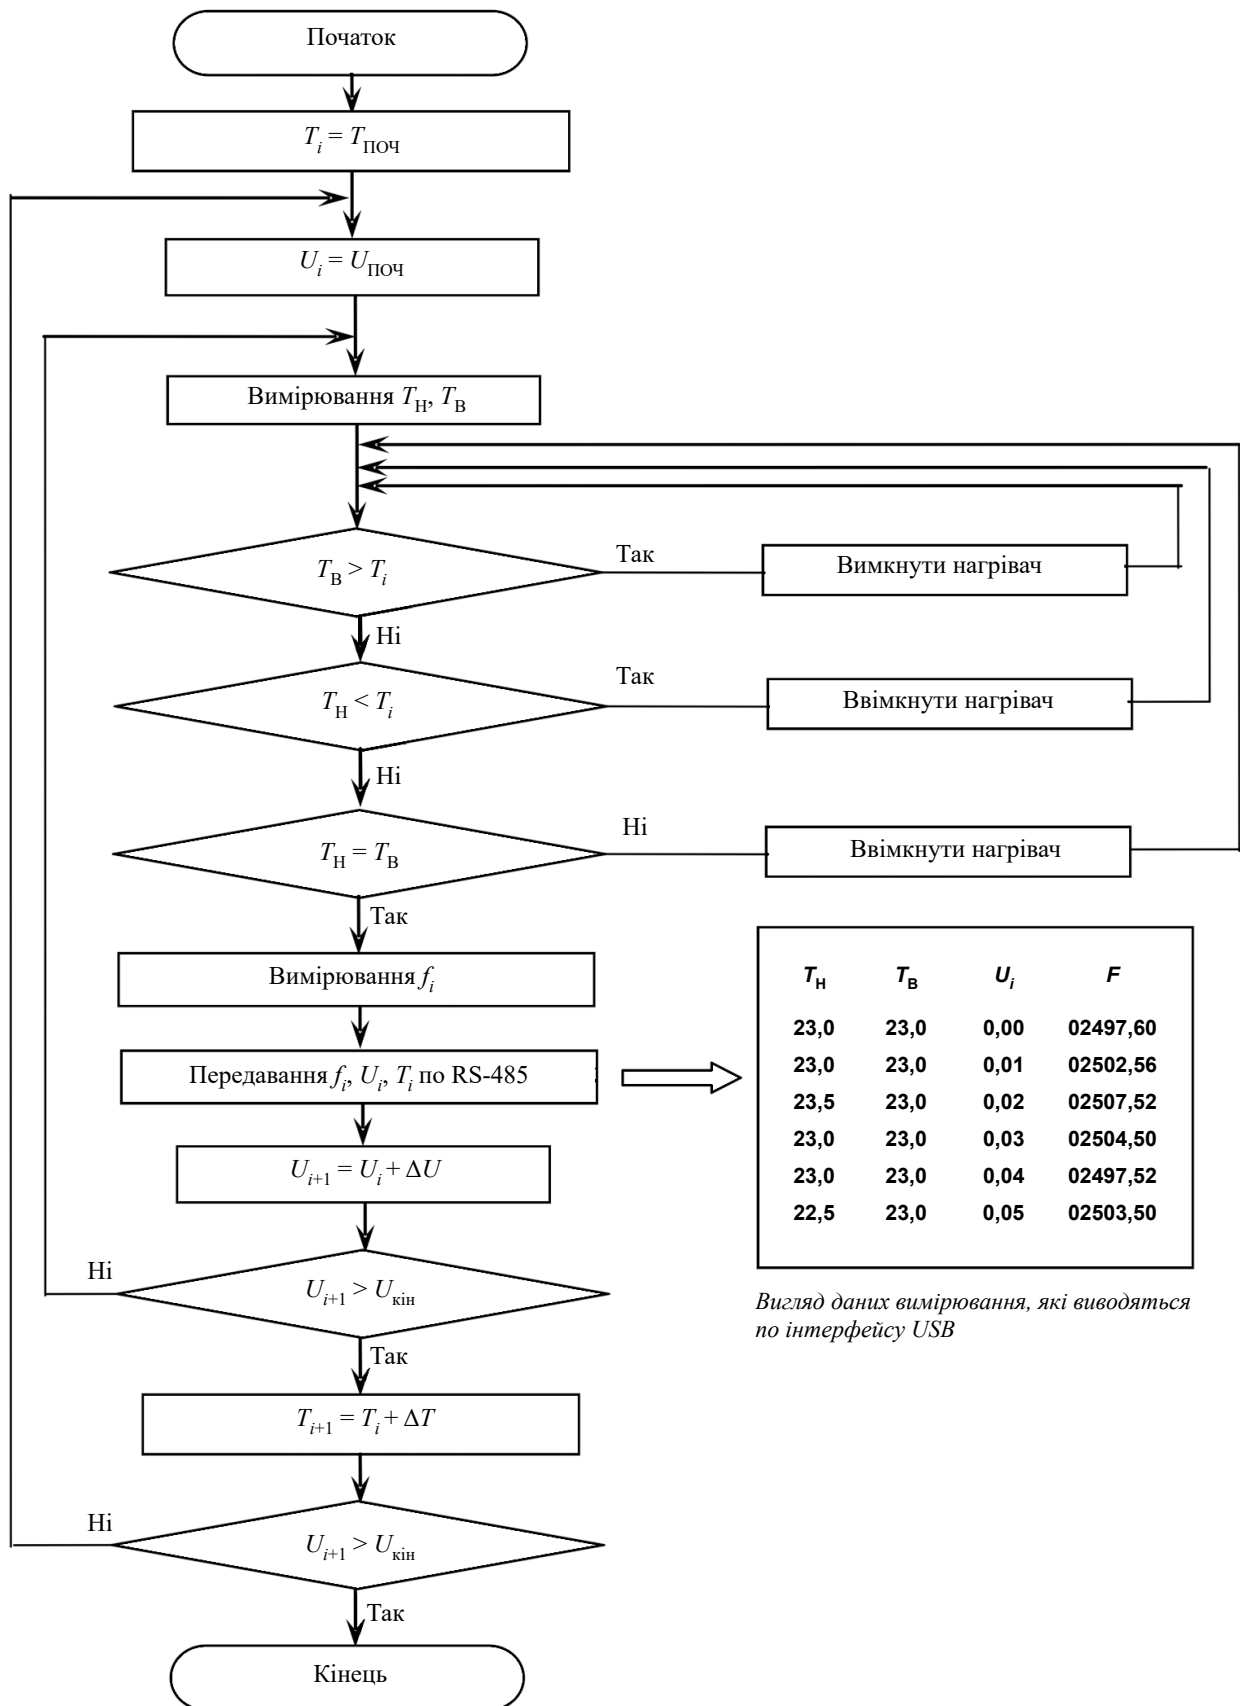 Початок
T_i = T_ПОЧ
U_i = U_ПОЧ
Вимірювання T_Н, T_В
T_В > T_i
Так
Вимкнути нагрівач
Ні
T_Н < T_i
Так
Ввімкнути нагрівач
Ні
T_Н = T_В
Ні
Ввімкнути нагрівач
Так
Вимірювання f_i
Передавання f_i, U_i, T_i по RS-485
T_Н T_В U_i F
23,0 23,0 0,00 02497,60
23,0 23,0 0,01 02502,56
23,5 23,0 0,02 02507,52
23,0 23,0 0,03 02504,50
23,0 23,0 0,04 02497,52
22,5 23,0 0,05 02503,50
Вигляд даних вимірювання, які виводяться
по інтерфейсу USB
U_{i+1} = U_i + ΔU
Ні
U_{i+1} > U_кін
Так
T_{i+1} = T_i + ΔT
Ні
U_{i+1} > U_кін
Так
Кінець